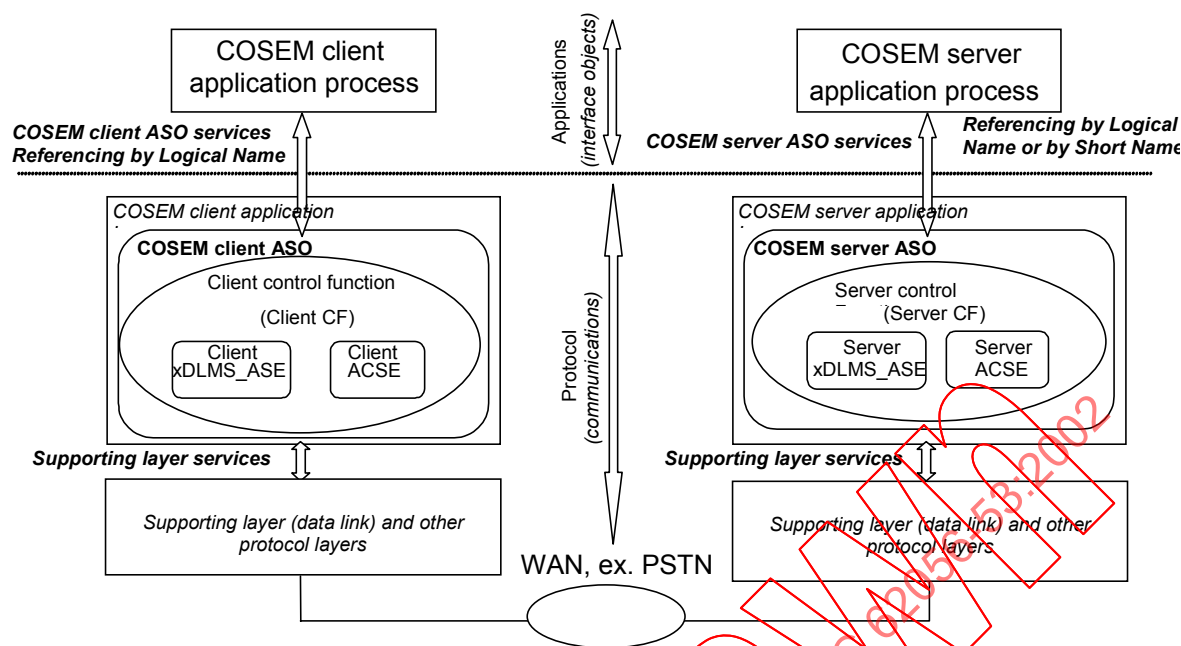 COSEM client
application process
Applications
(interface objects)
COSEM server
application process
COSEM client ASO services
Referencing by Logical Name
COSEM server ASO services
Referencing by Logical
Name or by Short Name
COSEM client application
COSEM client ASO
Client control function
(Client CF)
Client
xDLMS_ASE
Client
ACSE
Protocol
(communications)
COSEM server application
COSEM server ASO
Server control
(Server CF)
Server
xDLMS_ASE
Server
ACSE
Supporting layer services
Supporting layer services
Supporting layer (data link) and other
protocol layers
Supporting layer (data link) and other
protocol layers
WAN, ex. PSTN
62056-53:2002